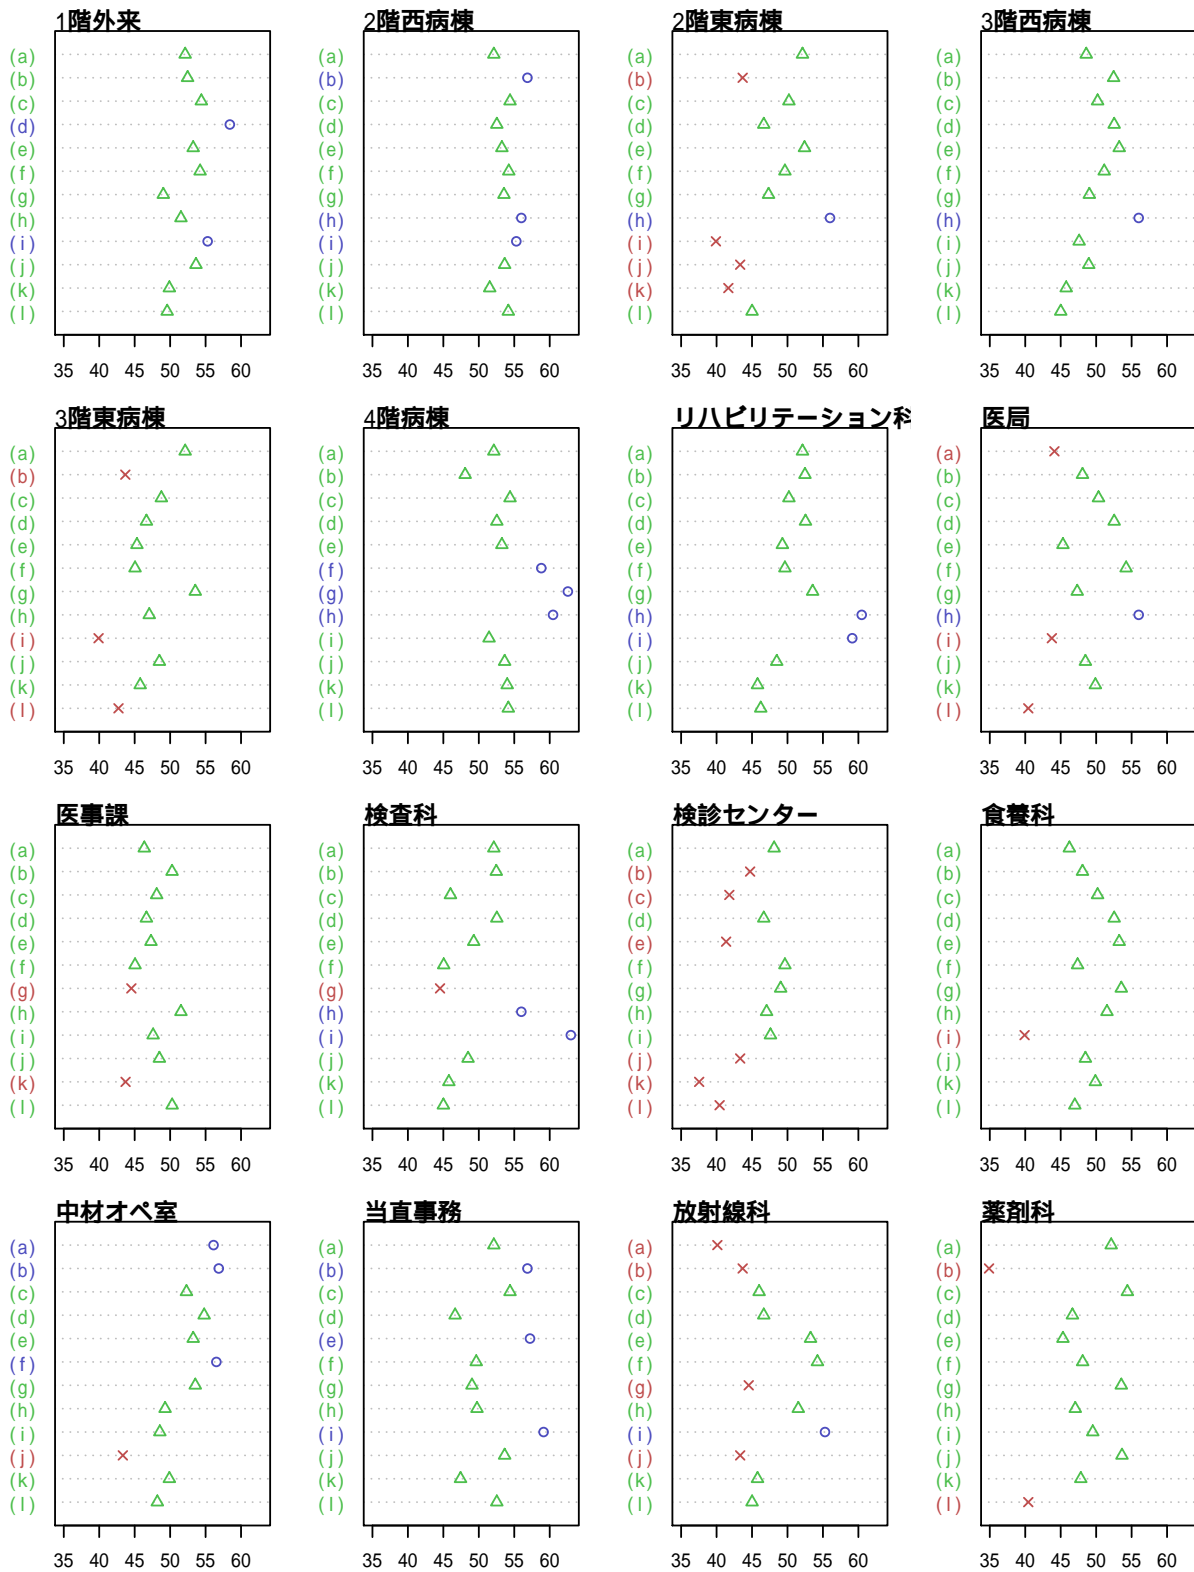 1階外来
(a)
(b)
(c)
(d)
(e)
(f)
(g)
(h)
(i)
(j)
(k)
(l)
35 40 45 50 55 60
2階西病棟
(a)
(b)
(c)
(d)
(e)
(f)
(g)
(h)
(i)
(j)
(k)
(l)
35 40 45 50 55 60
2階東病棟
(a)
(b)
(c)
(d)
(e)
(f)
(g)
(h)
(i)
(j)
(k)
(l)
35 40 45 50 55 60
3階西病棟
(a)
(b)
(c)
(d)
(e)
(f)
(g)
(h)
(i)
(j)
(k)
(l)
35 40 45 50 55 60
3階東病棟
(a)
(b)
(c)
(d)
(e)
(f)
(g)
(h)
(i)
(j)
(k)
(l)
35 40 45 50 55 60
4階病棟
(a)
(b)
(c)
(d)
(e)
(f)
(g)
(h)
(i)
(j)
(k)
(l)
35 40 45 50 55 60
リハビリテーション科
(a)
(b)
(c)
(d)
(e)
(f)
(g)
(h)
(i)
(j)
(k)
(l)
35 40 45 50 55 60
医局
(a)
(b)
(c)
(d)
(e)
(f)
(g)
(h)
(i)
(j)
(k)
(l)
35 40 45 50 55 60
医事課
(a)
(b)
(c)
(d)
(e)
(f)
(g)
(h)
(i)
(j)
(k)
(l)
35 40 45 50 55 60
検査科
(a)
(b)
(c)
(d)
(e)
(f)
(g)
(h)
(i)
(j)
(k)
(l)
35 40 45 50 55 60
検診センター
(a)
(b)
(c)
(d)
(e)
(f)
(g)
(h)
(i)
(j)
(k)
(l)
35 40 45 50 55 60
食養科
(a)
(b)
(c)
(d)
(e)
(f)
(g)
(h)
(i)
(j)
(k)
(l)
35 40 45 50 55 60
中材オペ室
(a)
(b)
(c)
(d)
(e)
(f)
(g)
(h)
(i)
(j)
(k)
(l)
35 40 45 50 55 60
当直事務
(a)
(b)
(c)
(d)
(e)
(f)
(g)
(h)
(i)
(j)
(k)
(l)
35 40 45 50 55 60
放射線科
(a)
(b)
(c)
(d)
(e)
(f)
(g)
(h)
(i)
(j)
(k)
(l)
35 40 45 50 55 60
薬剤科
(a)
(b)
(c)
(d)
(e)
(f)
(g)
(h)
(i)
(j)
(k)
(l)
35 40 45 50 55 60